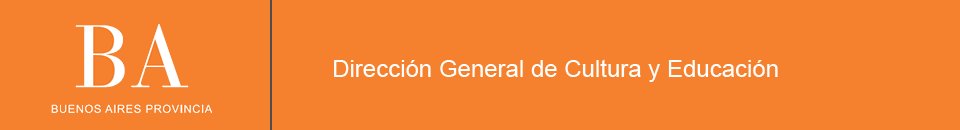 BA
BUENOS AIRES PROVINCIA
Dirección General de Cultura y Educación